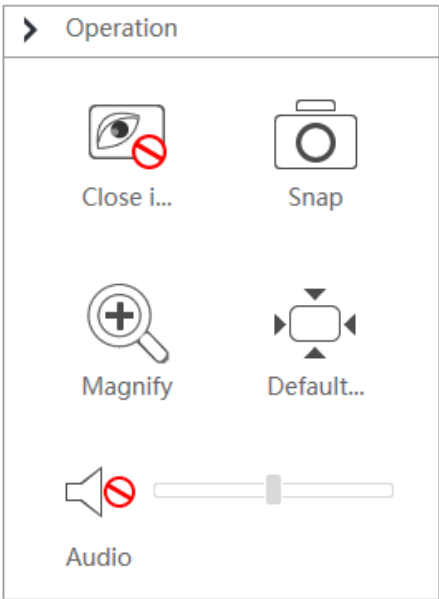 Operation
Close i...
Snap
Magnify
Default...
Audio